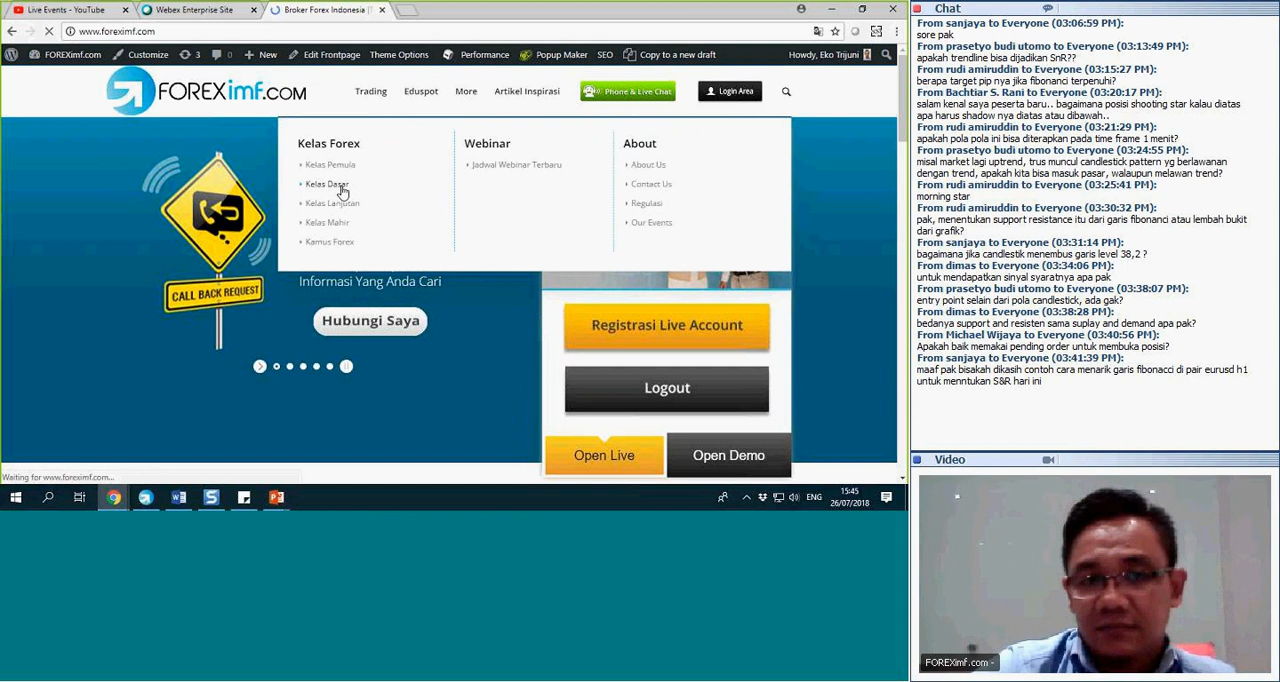 Live Events - YouTube
Webex Enterprise Site
Broker Forex Indonesia | T
www.foreximf.com
FOREXimf.com
Customize
3
0
New
Edit Frontpage
Theme Options
Performance
Popup Maker
SEO
Copy to a new draft
Howdy, Eko Trijuni
FOREXimf.COM
Trading
Eduspot
More
Artikel Inspirasi
Phone & Live Chat
Login Area
Kelas Forex
Kelas Pemula
Kelas Dasar
Kelas Lanjutan
Kelas Mahir
Kamus Forex
Webinar
Jadwal Webinar Terbaru
About
About Us
Contact Us
Regulasi
Our Events
CALL BACK REQUEST
Informasi Yang Anda Cari
Hubungi Saya
Registrasi Live Account
Logout
Open Live
Open Demo
Waiting for www.foreximf.com...
ENG
15:45
26/07/2018
Chat
From sanjaya to Everyone (03:06:59 PM):
sore pak
From prasetyo budi utomo to Everyone (03:13:49 PM):
apakah trendline bisa dijadikan SnR??
From rudi amiruddin to Everyone (03:15:27 PM):
berapa target pip nya jika fibonanci terpenuhi?
From Bachtiar S. Rani to Everyone (03:20:17 PM):
salam kenal saya peserta baru.. bagaimana posisi shooting star kalau diatas
apa harus shadow nya diatas atau dibawah..
From rudi amiruddin to Everyone (03:21:29 PM):
apakah pola pola ini bisa diterapkan pada time frame 1 menit?
From prasetyo budi utomo to Everyone (03:24:55 PM):
misal market lagi uptrend, trus muncul candlestick pattern yg berlawanan
dengan trend, apakah kita bisa masuk pasar, walaupun melawan trend?
From rudi amiruddin to Everyone (03:25:41 PM):
morning star
From rudi amiruddin to Everyone (03:30:32 PM):
pak, menentukan support resistance itu dari garis fibonanci atau lembah bukit
dari grafik?
From sanjaya to Everyone (03:31:14 PM):
bagaimana jika candlestik menembus garis level 38,2 ?
From dimas to Everyone (03:34:06 PM):
untuk mendapatkan sinyal syaratnya apa pak
From prasetyo budi utomo to Everyone (03:38:07 PM):
entry point selain dari pola candlestick, ada gak?
From dimas to Everyone (03:38:28 PM):
bedanya support and resisten sama suplay and demand apa pak?
From Michael Wijaya to Everyone (03:40:56 PM):
Apakah baik memakai pending order untuk membuka posisi?
From sanjaya to Everyone (03:41:39 PM):
maaf pak bisakah dikasih contoh cara menarik garis fibonacci di pair eurusd h1
untuk menntukan S&R hari ini
Video
FOREXimf.com -